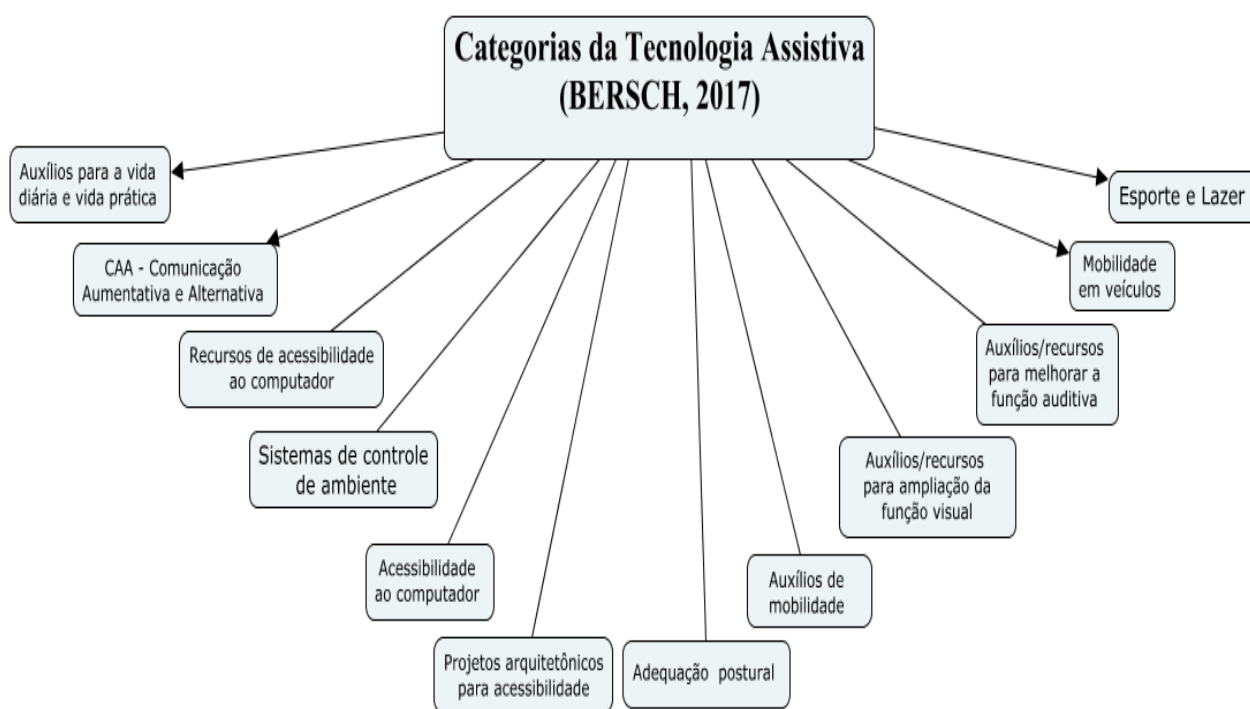 Categorias da Tecnologia Assistiva
(BERSCH, 2017)
Auxílios para a vida
diária e vida prática
CAA - Comunicação
Aumentativa e Alternativa
Recursos de acessibilidade
ao computador
Sistemas de controle
de ambiente
Acessibilidade
ao computador
Projetos arquitetônicos
para acessibilidade
Adequação postural
Auxílios de
mobilidade
Auxílios/recursos
para ampliação da
função visual
Auxílios/recursos
para melhorar a
função auditiva
Mobilidade
em veículos
Esporte e Lazer